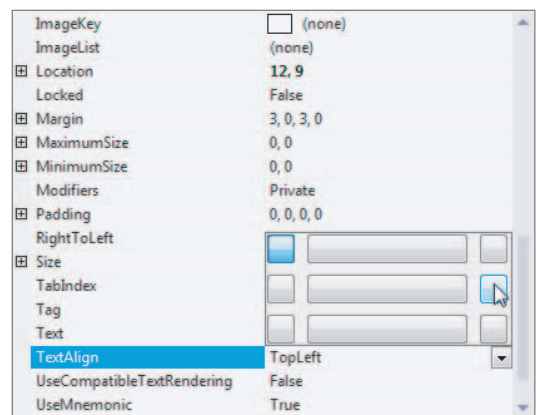 ImageKey (none)
ImageList (none)
Location 12, 9
Locked False
Margin 3, 0, 3, 0
MaximumSize 0, 0
MinimumSize 0, 0
Modifiers Private
Padding 0, 0, 0, 0
RightToLeft
Size
TabIndex
Tag
Text
TextAlign TopLeft
UseCompatibleTextRendering False
UseMnemonic True